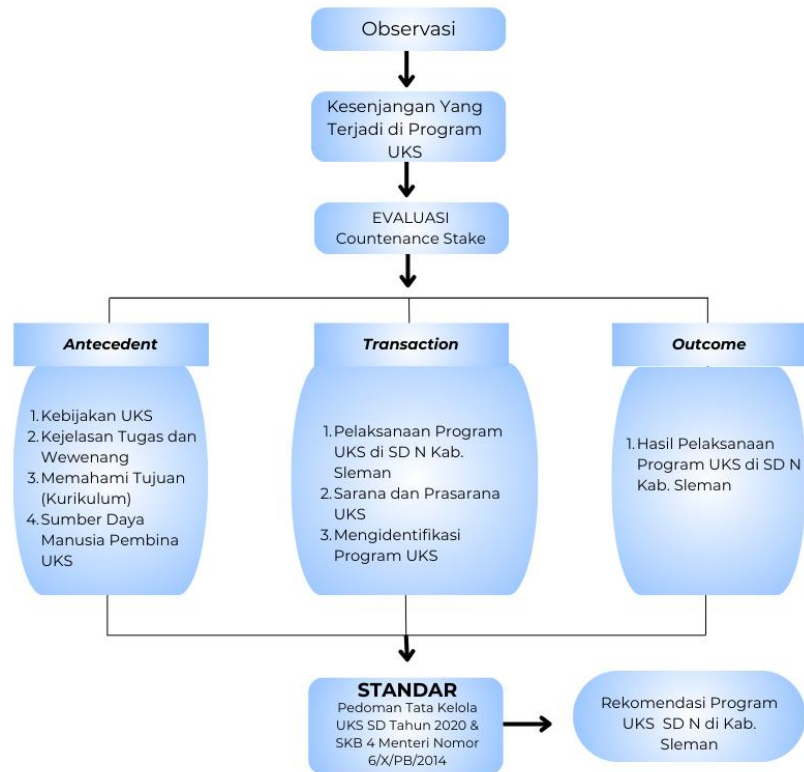 Observasi
Kesenjangan Yang
Terjadi di Program
UKS
EVALUASI
Countenance Stake
Antecedent
1. Kebijakan UKS
2. Kejelasan Tugas dan
Wewenang
3. Memahami Tujuan
(Kurikulum)
4. Sumber Daya
Manusia Pembina
UKS
Transaction
1. Pelaksanaan Program
UKS di SD N Kab.
Sleman
2. Sarana dan Prasarana
UKS
3. Mengidentifikasi
Program UKS
Outcome
1. Hasil Pelaksanaan
Program UKS di SD N
Kab. Sleman
STANDAR
Pedoman Tata Kelola
UKS SD Tahun 2020 &
SKB 4 Menteri Nomor
6/X/PB/2014
Rekomendasi Program
UKS SD N di Kab.
Sleman